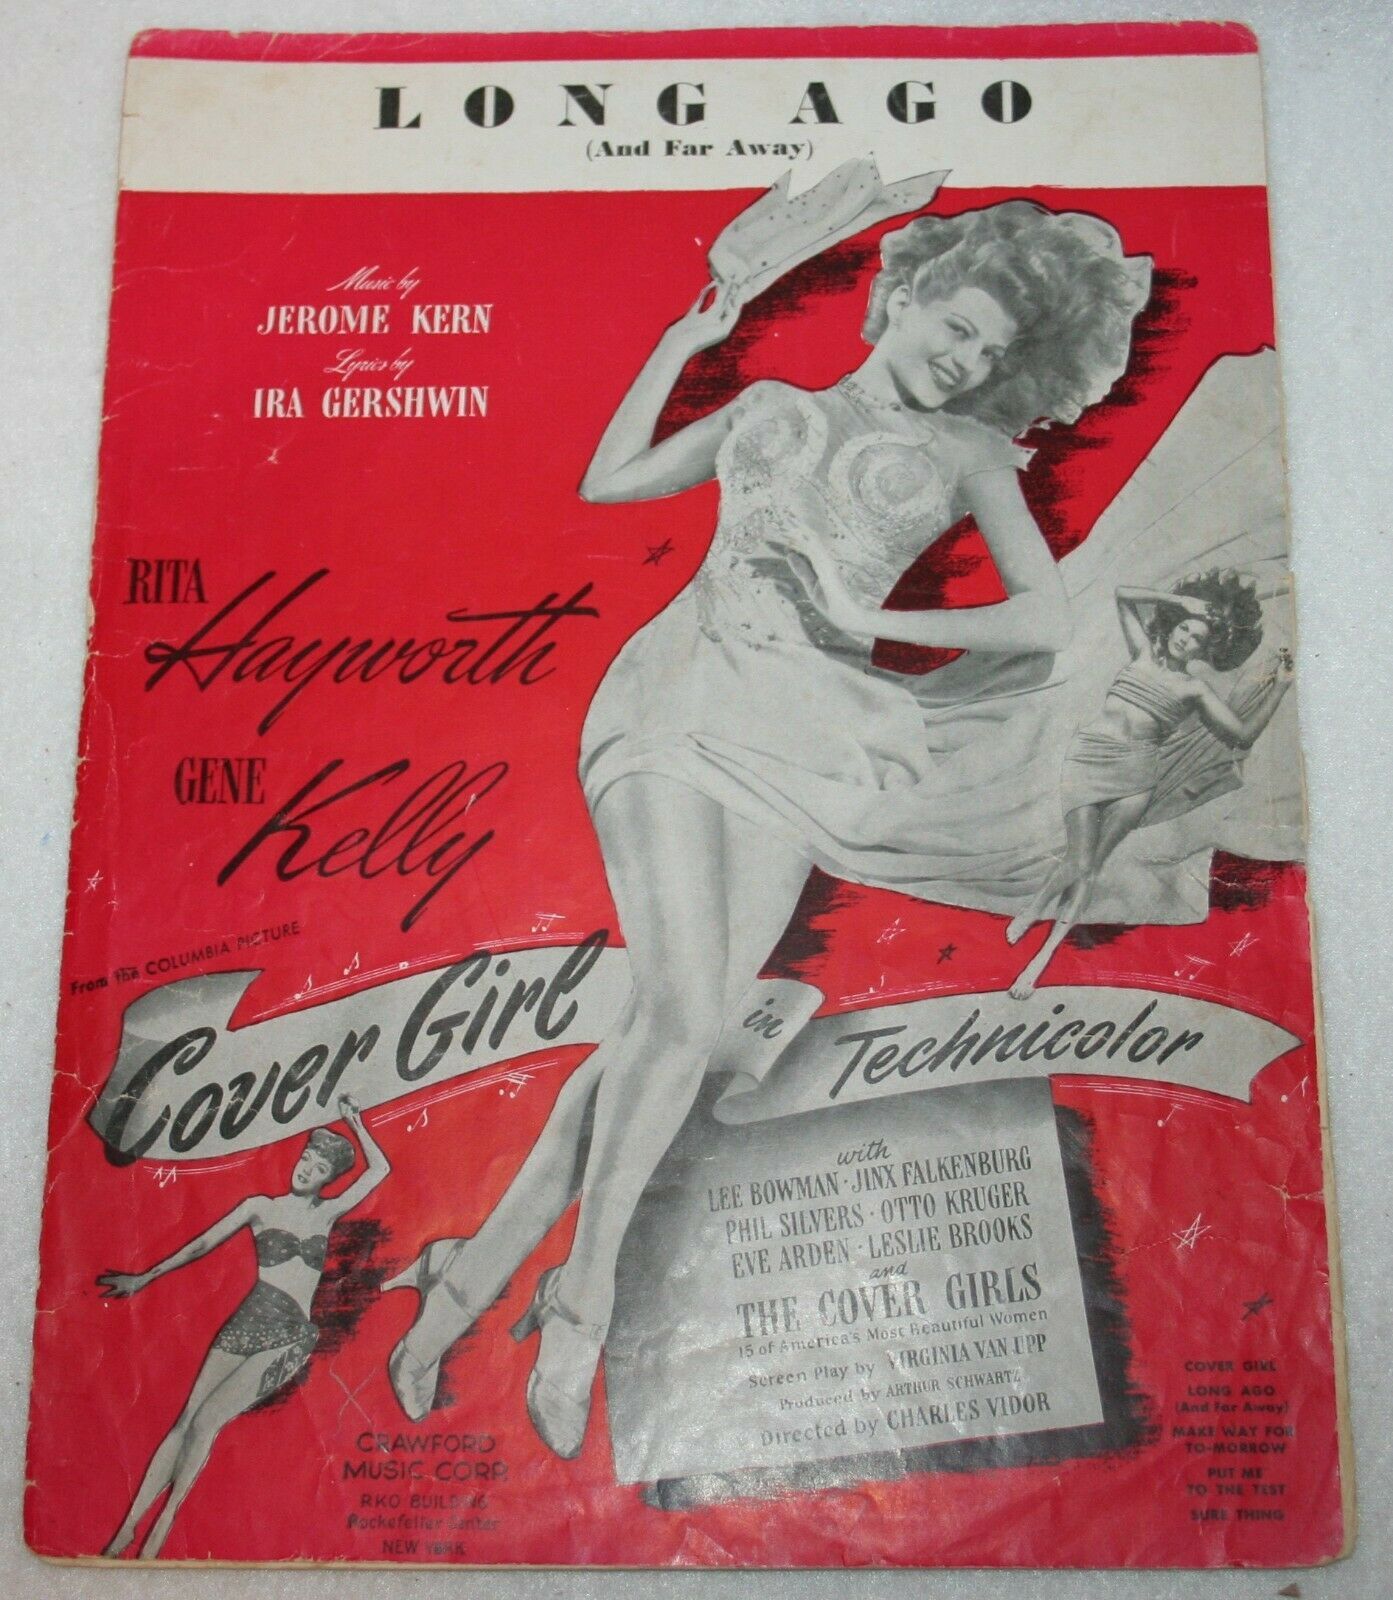 LONG AGO
(And Far Away)
Music by
JEROME KERN
Lyrics by
IRA GERSHWIN
RITA
Hayworth
GENE
Kelly
From the COLUMBIA PICTURE
Cover Girl
in
Technicolor
with
LEE BOWMAN · JINX FALKENBURG
PHIL SILVERS · OTTO KRUGER
EVE ARDEN · LESLIE BROOKS
and
THE COVER GIRLS
15 of America's Most Beautiful Women
Screen Play by VIRGINIA VAN UPP
Produced by ARTHUR SCHWARTZ
Directed by CHARLES VIDOR
CRAWFORD
MUSIC CORP.
RKO BUILDING
Rockefeller Center
NEW YORK
COVER GIRL
LONG AGO
(And Far Away)
MAKE WAY FOR
TO-MORROW
PUT ME
TO THE TEST
SURE THING